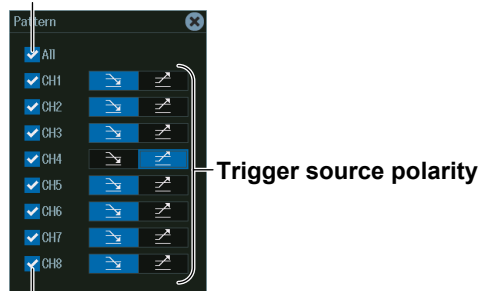 Pattern
All
CH1
CH2
CH3
CH4
Trigger source polarity
CH5
CH6
CH7
CH8